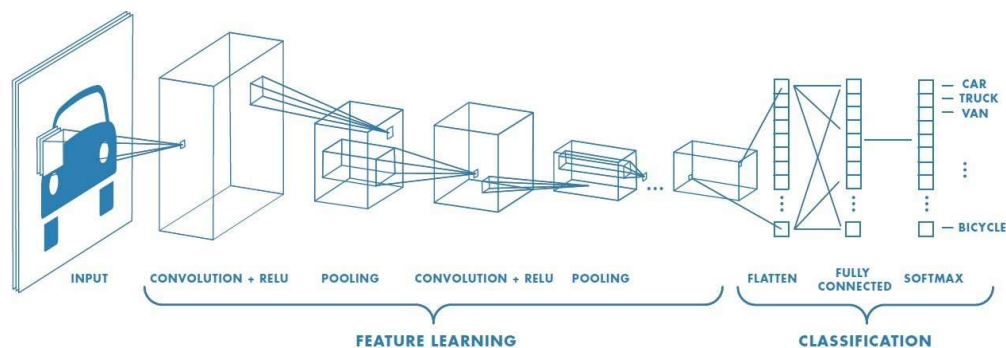 CAR
TRUCK
VAN
BICYCLE
INPUT
CONVOLUTION + RELU
POOLING
CONVOLUTION + RELU
POOLING
FLATTEN
FULLY
CONNECTED
SOFTMAX
FEATURE LEARNING
CLASSIFICATION